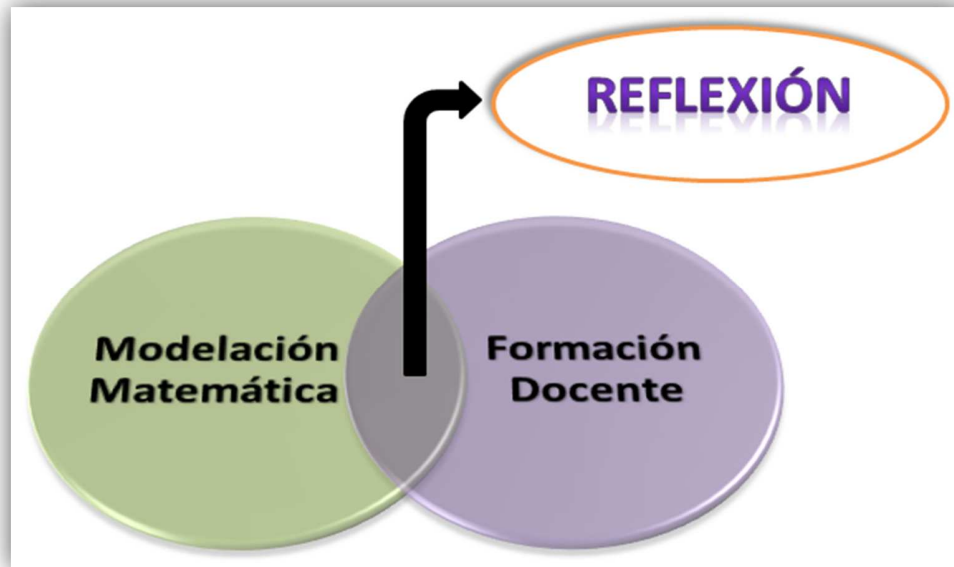 REFLEXIÓN
Modelación
Matemática
Formación
Docente